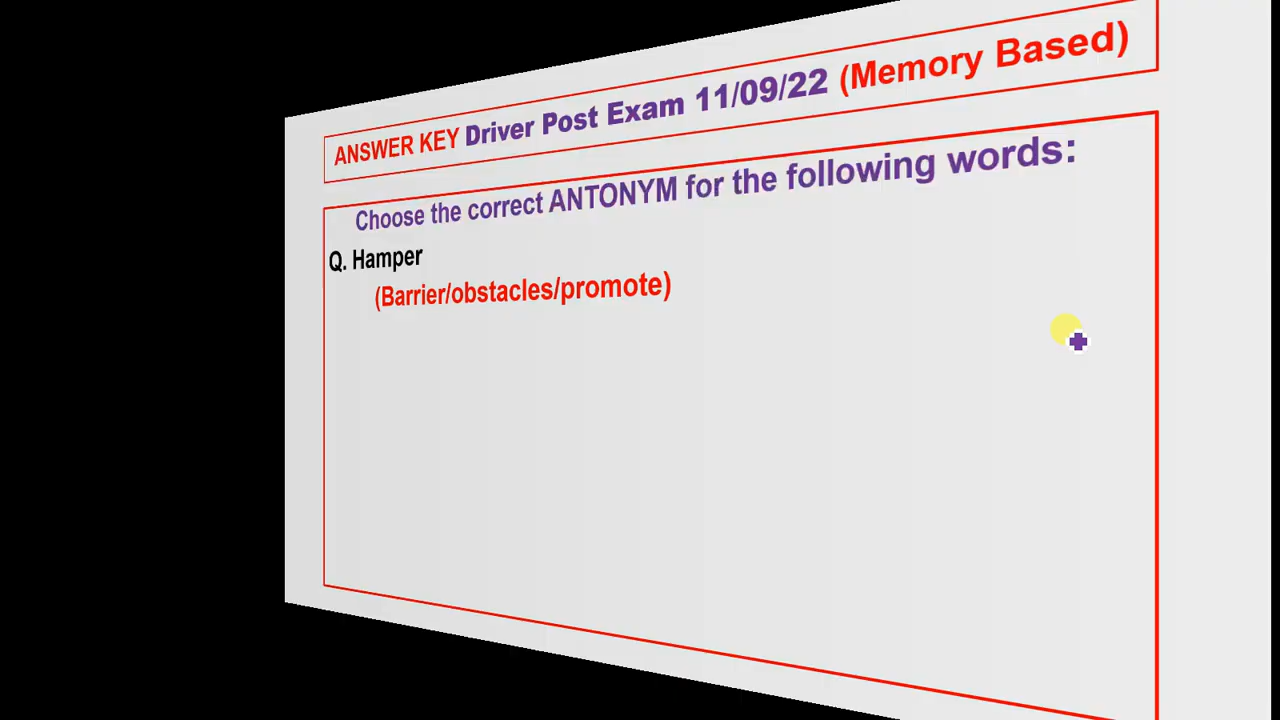 ANSWER KEY Driver Post Exam 11/09/22 (Memory Based)
Choose the correct ANTONYM for the following words:
Q. Hamper
(Barrier/obstacles/promote)